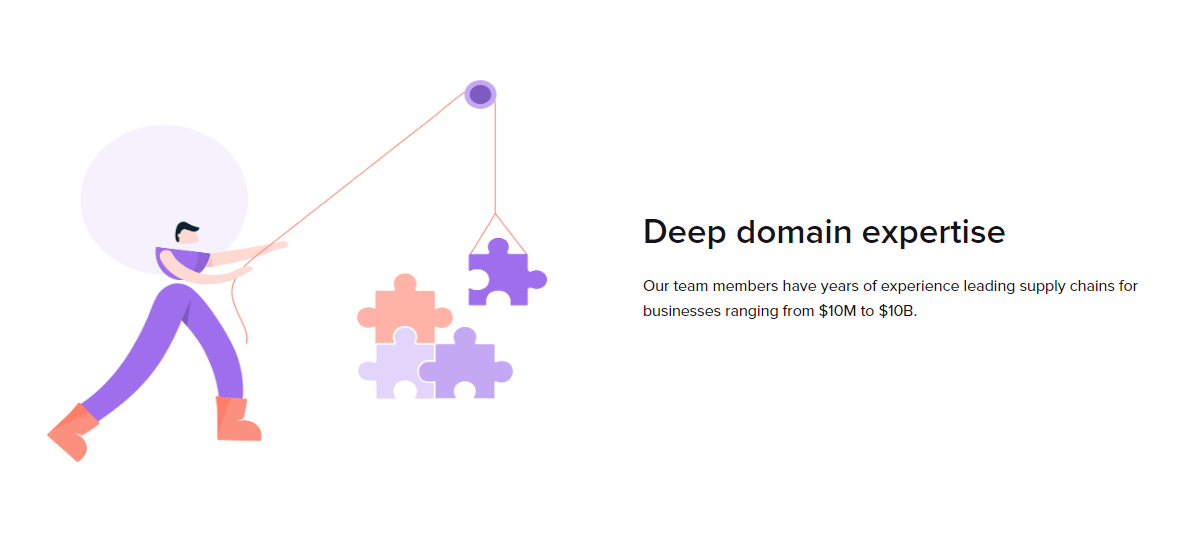 Deep domain expertise
Our team members have years of experience leading supply chains for
businesses ranging from $10M to $10B.